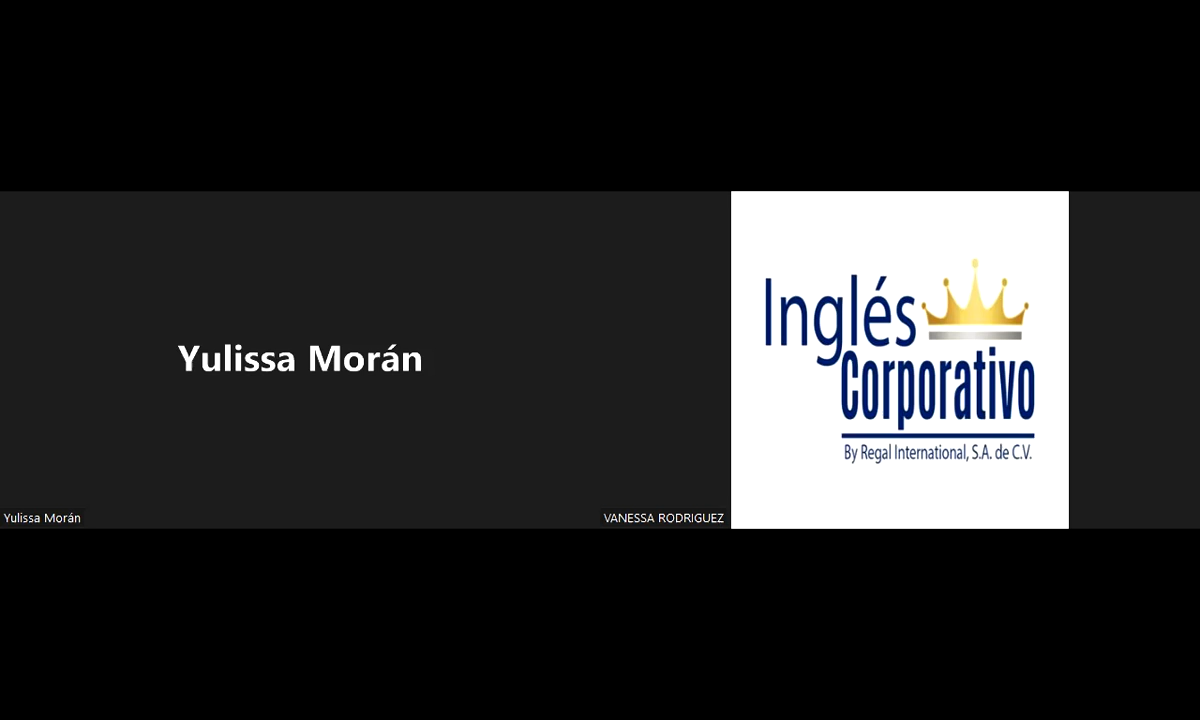 Yulissa Morán
Inglés
Corporativo
By Regal International, S.A. de C.V.
Yulissa Morán
VANESSA RODRIGUEZ